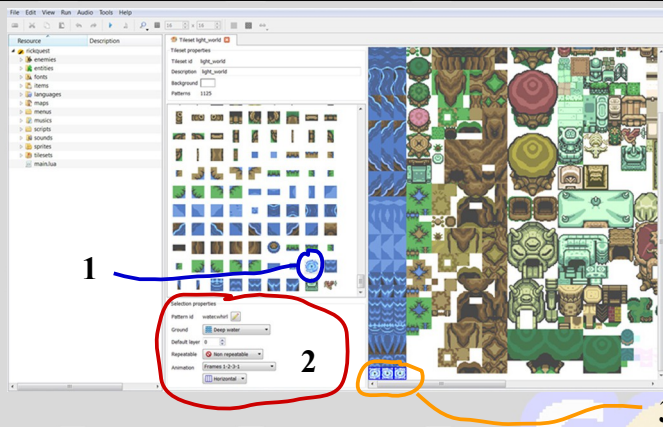 File Edit View Run Audio Tools Help
16 x 16
Resource Description
rickquest
enemies
entities
fonts
items
languages
maps
menus
musics
scripts
sounds
sprites
tilesets
main.lua
Tileset light_world
Tileset properties
Tileset id light_world
Description light_world
Background
Patterns 1125
1
Selection properties
Pattern id
Ground Deep water
Default layer 0
Repeatable Non repeatable
Animation Frames 1-2-3-1
Horizontal
2